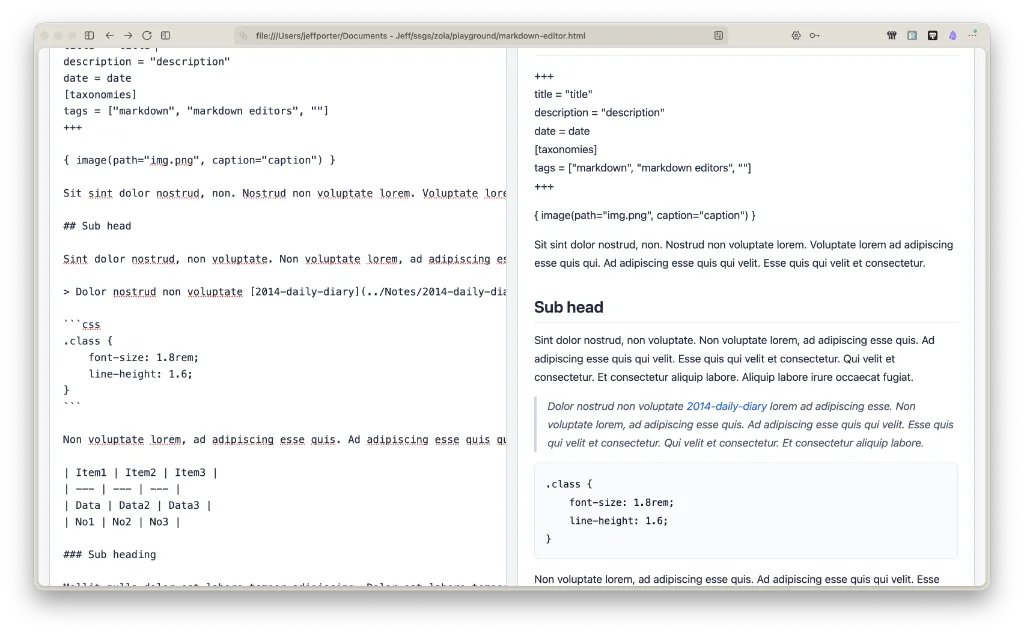 file:///Users/jeffporter/Documents - Jeff/ssgs/zola/playground/markdown-editor.html
description = "description"
date = date
[taxonomies]
tags = ["markdown", "markdown editors", ""]
+++
{ image(path="img.png", caption="caption") }
Sit sint dolor nostrud, non. Nostrud non voluptate lorem. Voluptate lore
## Sub head
Sint dolor nostrud, non voluptate. Non voluptate lorem, ad adipiscing es
> Dolor nostrud non voluptate [2014-daily-diary](../Notes/2014-daily-dia
```css
.class {
    font-size: 1.8rem;
    line-height: 1.6;
}
```
Non voluptate lorem, ad adipiscing esse quis. Ad adipiscing esse quis qu
| Item1 | Item2 | Item3 |
| --- | --- | --- |
| Data | Data2 | Data3 |
| No1 | No2 | No3 |
### Sub heading
+++
title = "title"
description = "description"
date = date
[taxonomies]
tags = ["markdown", "markdown editors", ""]
+++
{ image(path="img.png", caption="caption") }
Sit sint dolor nostrud, non. Nostrud non voluptate lorem. Voluptate lorem ad adipiscing
esse quis qui. Ad adipiscing esse quis qui velit. Esse quis qui velit et consectetur.
Sub head
Sint dolor nostrud, non voluptate. Non voluptate lorem, ad adipiscing esse quis. Ad
adipiscing esse quis qui velit. Esse quis qui velit et consectetur. Qui velit et
consectetur. Et consectetur aliquip labore. Aliquip labore irure occaecat fugiat.
Dolor nostrud non voluptate 2014-daily-diary lorem ad adipiscing esse. Non
voluptate lorem, ad adipiscing esse quis. Ad adipiscing esse quis qui velit. Esse quis
qui velit et consectetur. Qui velit et consectetur. Et consectetur aliquip labore.
.class {
    font-size: 1.8rem;
    line-height: 1.6;
}
Non voluptate lorem, ad adipiscing esse quis. Ad adipiscing esse quis qui velit. Esse